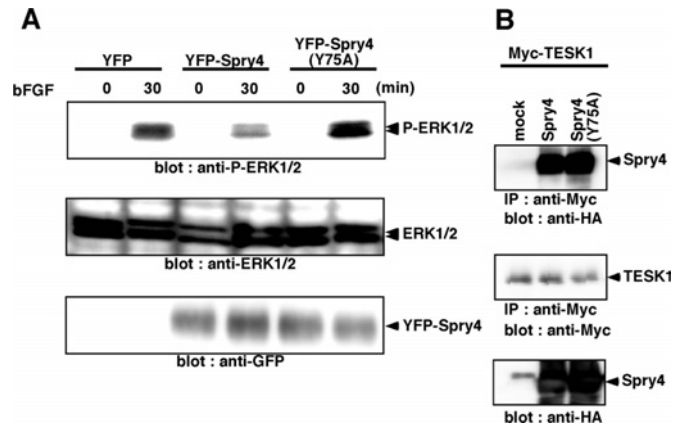 A
YFP YFP-Spry4 YFP-Spry4 (Y75A)
bFGF 0 30 0 30 0 30 (min)
P-ERK1/2
blot : anti-P-ERK1/2
ERK1/2
blot : anti-ERK1/2
YFP-Spry4
blot : anti-GFP
B
Myc-TESK1
mock Spry4 Spry4 (Y75A)
Spry4
IP : anti-Myc
blot : anti-HA
TESK1
IP : anti-Myc
blot : anti-Myc
Spry4
blot : anti-HA